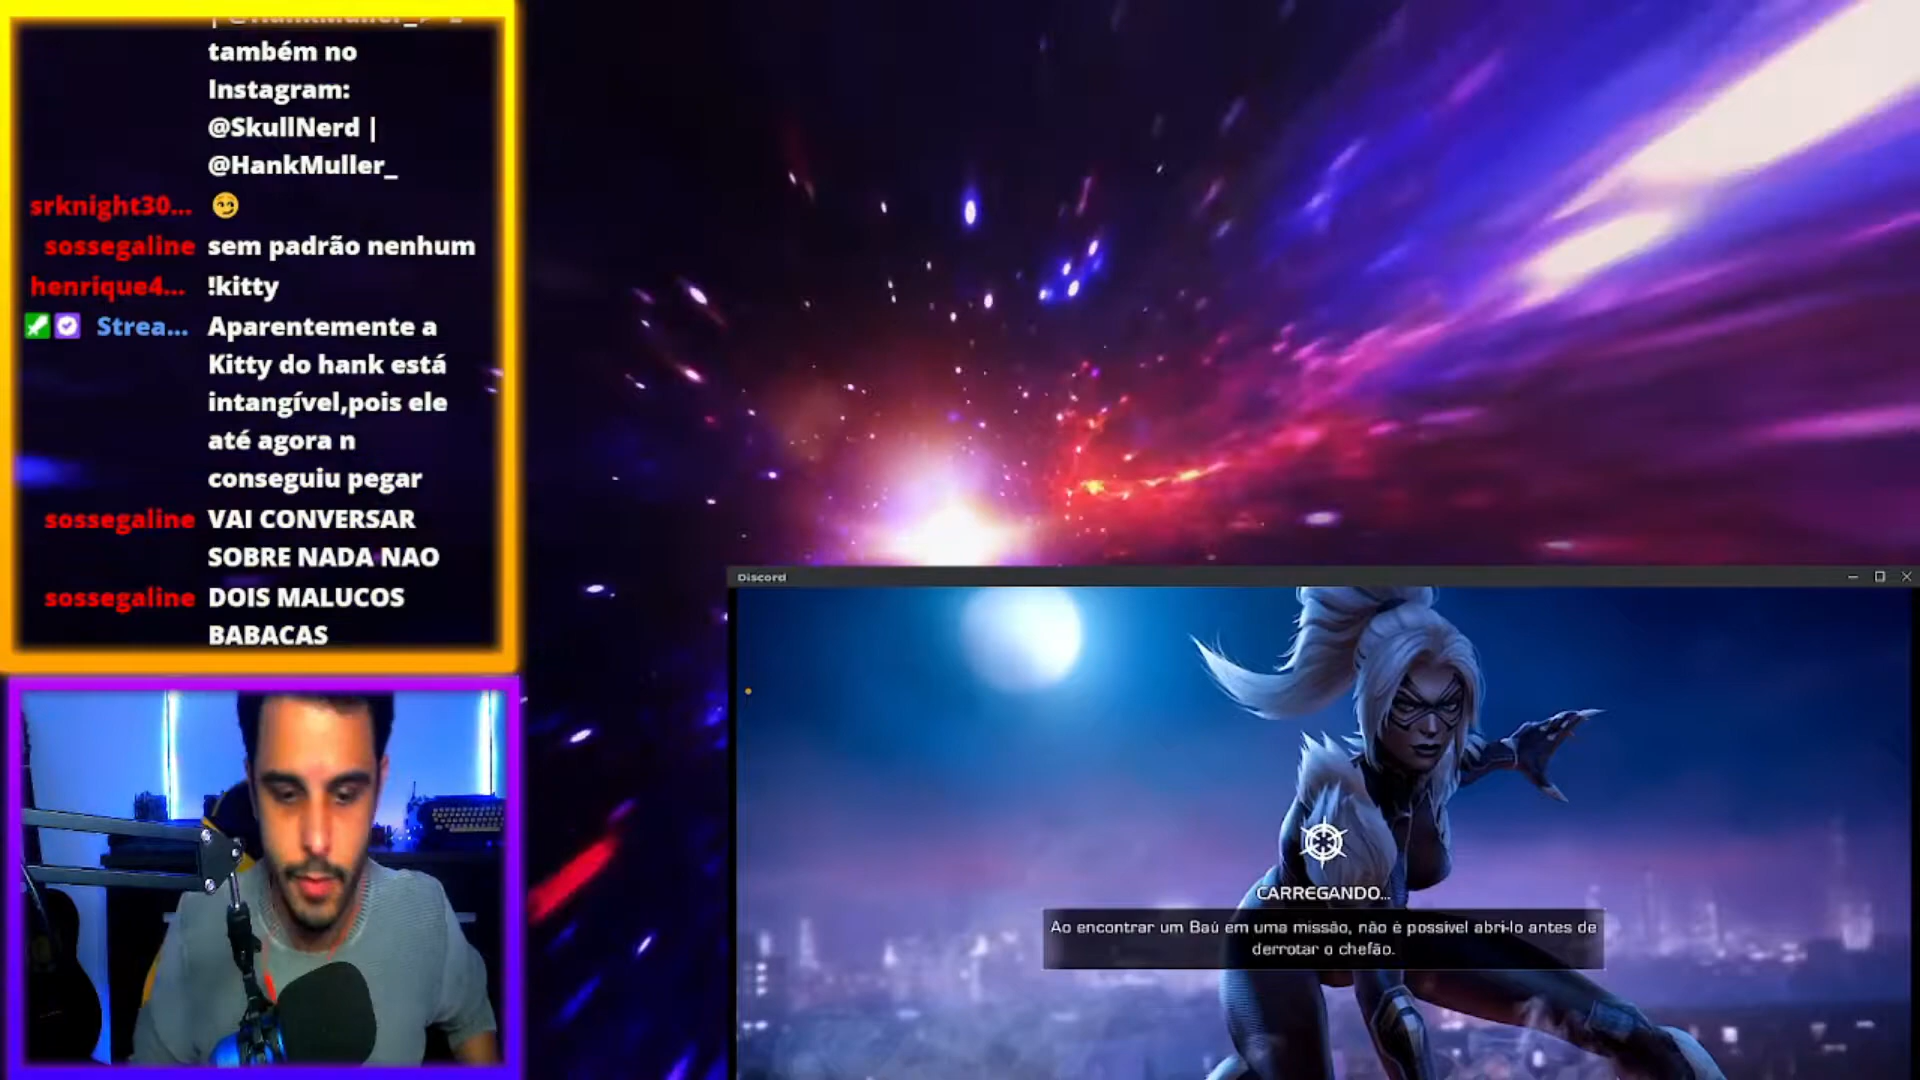 também no
Instagram:
@SkullNerd |
@HankMuller_
srknight30... 😏
sossegaline sem padrão nenhum
henrique4... !kitty
Strea... Aparentemente a
Kitty do hank está
intangível,pois ele
até agora n
conseguiu pegar
sossegaline VAI CONVERSAR
SOBRE NADA NAO
sossegaline DOIS MALUCOS
BABACAS
Discord
CARREGANDO...
Ao encontrar um Baú em uma missão, não é possível abri-lo antes de
derrotar o chefão.